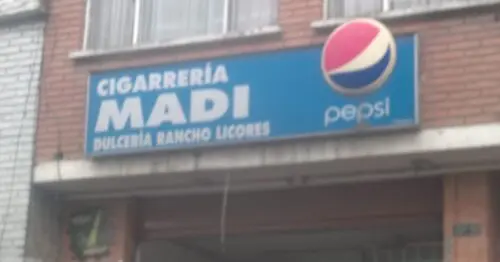 CIGARRERÍA
MADI
DULCERÍA RANCHO LICORES
pepsi